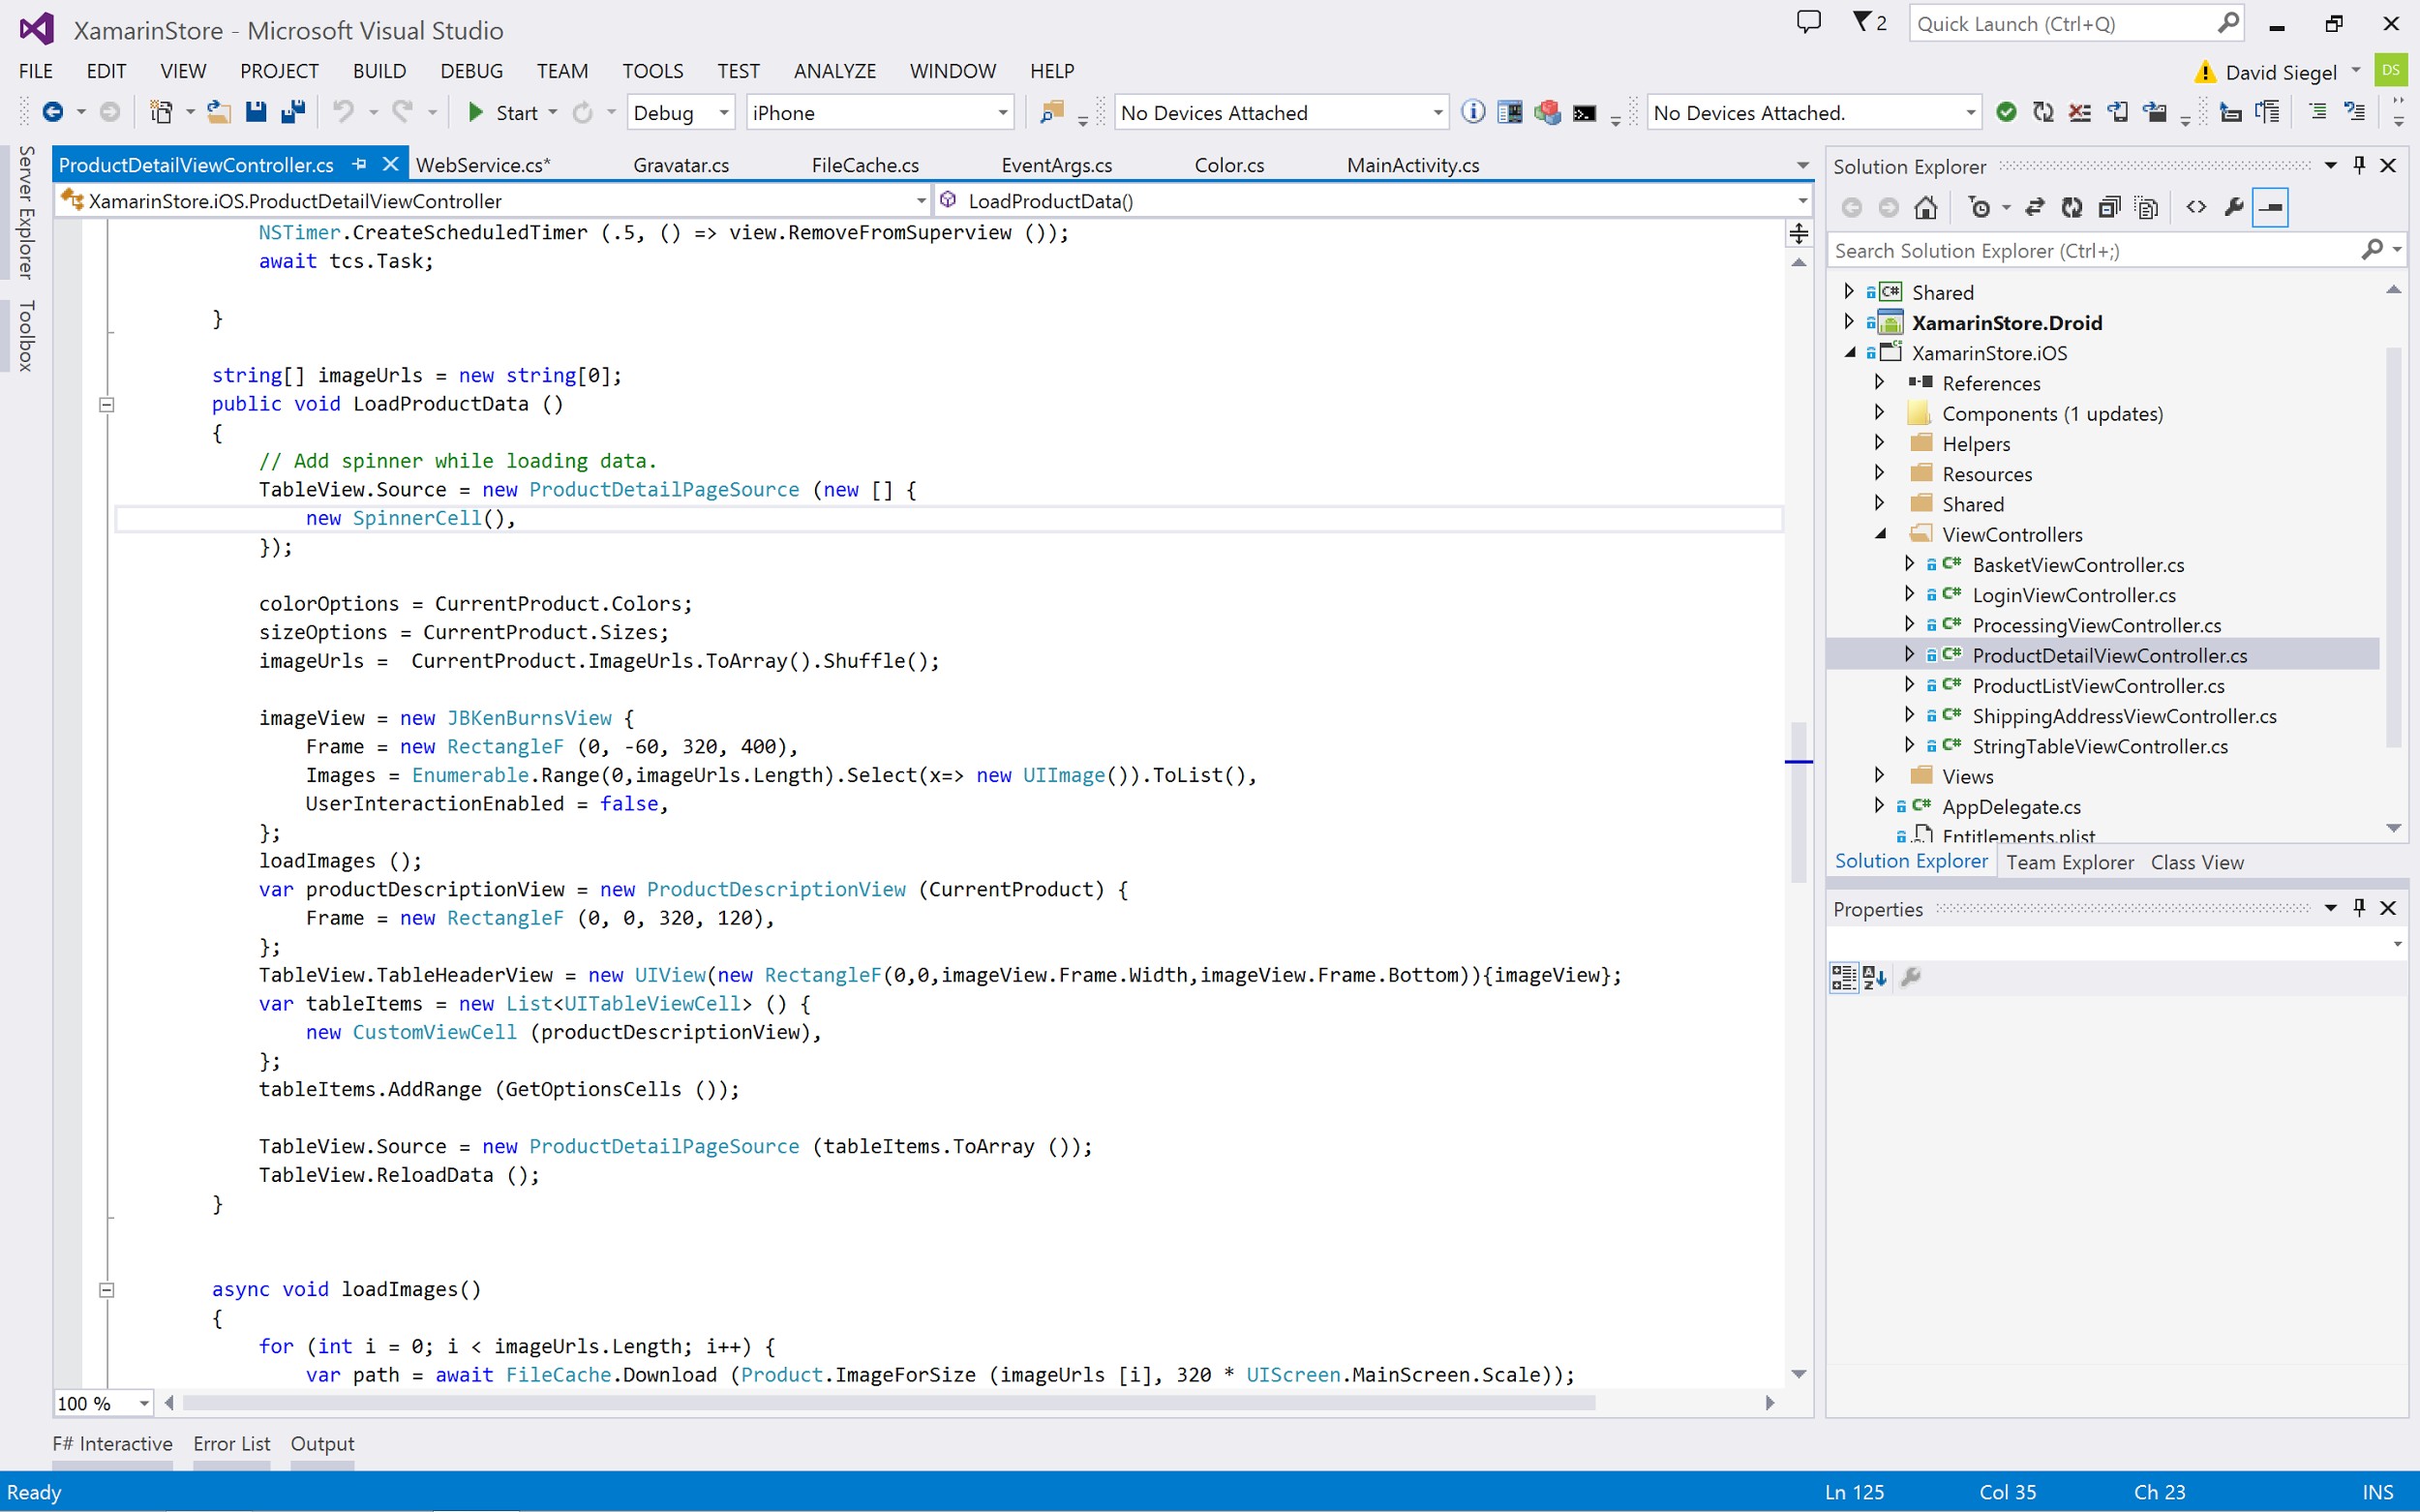 XamarinStore - Microsoft Visual Studio
2
Quick Launch (Ctrl+Q)
FILE EDIT VIEW PROJECT BUILD DEBUG TEAM TOOLS TEST ANALYZE WINDOW HELP
David Siegel DS
Start Debug iPhone No Devices Attached No Devices Attached.
Server Explorer
Toolbox
ProductDetailViewController.cs WebService.cs* Gravatar.cs FileCache.cs EventArgs.cs Color.cs MainActivity.cs
XamarinStore.iOS.ProductDetailViewController LoadProductData()
NSTimer.CreateScheduledTimer (.5, () => view.RemoveFromSuperview ());
await tcs.Task;
}
string[] imageUrls = new string[0];
public void LoadProductData ()
{
// Add spinner while loading data.
TableView.Source = new ProductDetailPageSource (new [] {
new SpinnerCell(),
});
colorOptions = CurrentProduct.Colors;
sizeOptions = CurrentProduct.Sizes;
imageUrls =  CurrentProduct.ImageUrls.ToArray().Shuffle();
imageView = new JBKenBurnsView {
Frame = new RectangleF (0, -60, 320, 400),
Images = Enumerable.Range(0,imageUrls.Length).Select(x=> new UIImage()).ToList(),
UserInteractionEnabled = false,
};
loadImages ();
var productDescriptionView = new ProductDescriptionView (CurrentProduct) {
Frame = new RectangleF (0, 0, 320, 120),
};
TableView.TableHeaderView = new UIView(new RectangleF(0,0,imageView.Frame.Width,imageView.Frame.Bottom)){imageView};
var tableItems = new List<UITableViewCell> () {
new CustomViewCell (productDescriptionView),
};
tableItems.AddRange (GetOptionsCells ());
TableView.Source = new ProductDetailPageSource (tableItems.ToArray ());
TableView.ReloadData ();
}
async void loadImages()
{
for (int i = 0; i < imageUrls.Length; i++) {
var path = await FileCache.Download (Product.ImageForSize (imageUrls [i], 320 * UIScreen.MainScreen.Scale));
100 %
Solution Explorer
Search Solution Explorer (Ctrl+;)
C# Shared
XamarinStore.Droid
XamarinStore.iOS
References
Components (1 updates)
Helpers
Resources
Shared
ViewControllers
C# BasketViewController.cs
C# LoginViewController.cs
C# ProcessingViewController.cs
C# ProductDetailViewController.cs
C# ProductListViewController.cs
C# ShippingAddressViewController.cs
C# StringTableViewController.cs
Views
C# AppDelegate.cs
Entitlements.plist
Solution Explorer Team Explorer Class View
Properties
F# Interactive Error List Output
Ready Ln 125 Col 35 Ch 23 INS